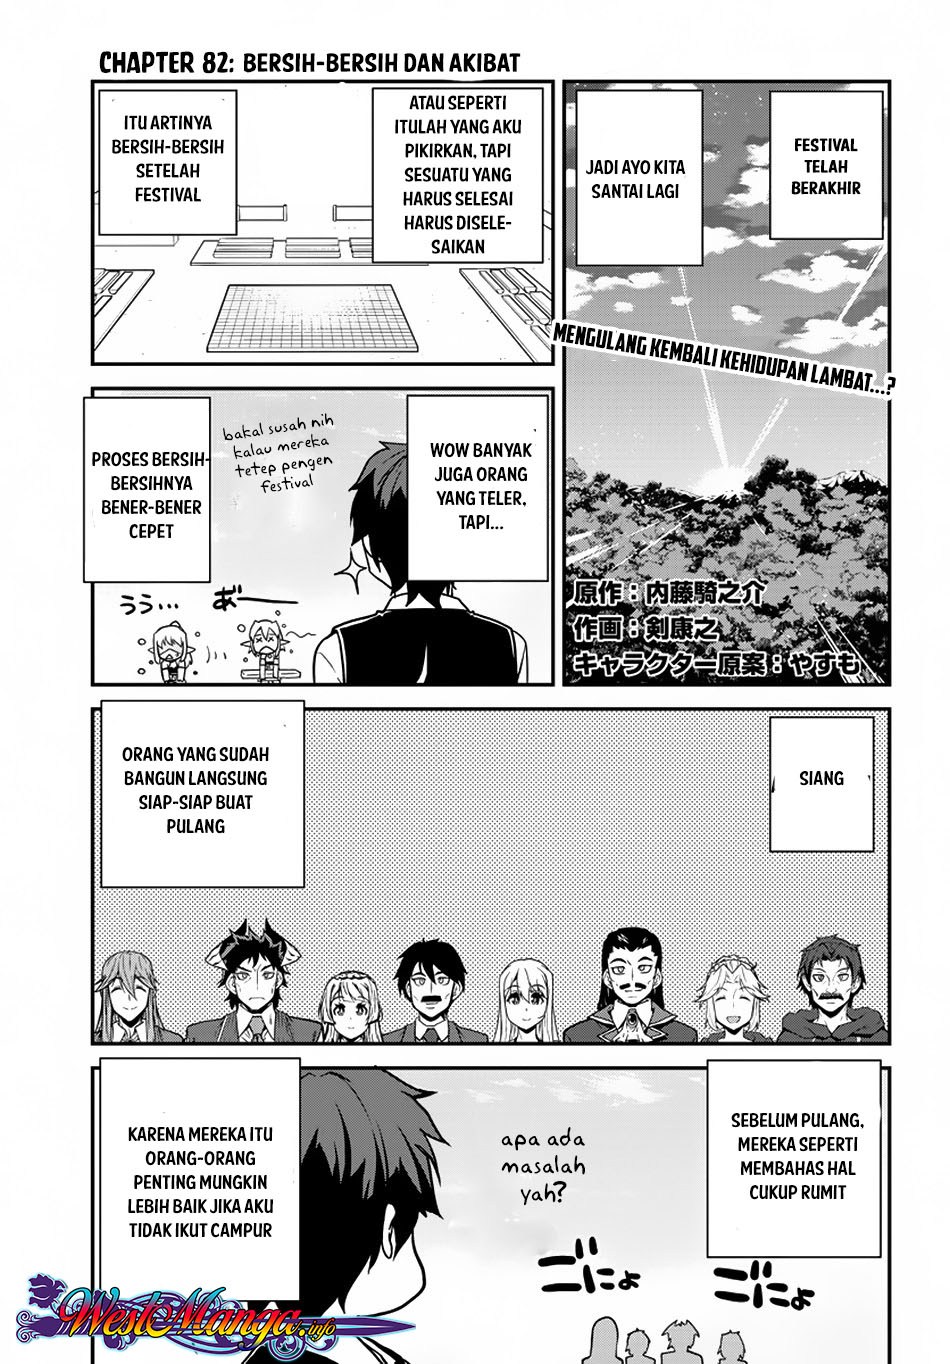 CHAPTER 82: BERSIH-BERSIH DAN AKIBAT
FESTIVAL
TELAH
BERAKHIR
JADI AYO KITA
SANTAI LAGI
MENGULANG KEMBALI KEHIDUPAN LAMBAT...?
原作：内藤騎之介
作画：剣康之
キャラクター原案：やすも
ATAU SEPERTI
ITULAH YANG AKU
PIKIRKAN, TAPI
SESUATU YANG
HARUS SELESAI
HARUS DISELE-
SAIKAN
ITU ARTINYA
BERSIH-BERSIH
SETELAH
FESTIVAL
WOW BANYAK
JUGA ORANG
YANG TELER,
TAPI...
bakal susah nih
kalau mereka
tetep pengen
festival
PROSES BERSIH-
BERSIHNYA
BENER-BENER
CEPET
あ゛ー
うぅ…
SIANG
ORANG YANG SUDAH
BANGUN LANGSUNG
SIAP-SIAP BUAT
PULANG
SEBELUM PULANG,
MEREKA SEPERTI
MEMBAHAS HAL
CUKUP RUMIT
apa ada
masalah
yah?
ごにょ
ごにょ
KARENA MEREKA ITU
ORANG-ORANG
PENTING MUNGKIN
LEBIH BAIK JIKA AKU
TIDAK IKUT CAMPUR
WestManga.info